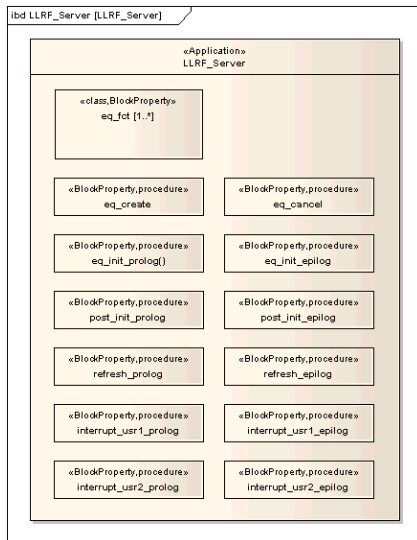 ibd LLRF_Server [LLRF_Server]
«Application»
LLRF_Server
«class,BlockProperty»
eq_fct [1..*]
«BlockProperty,procedure»
eq_create
«BlockProperty,procedure»
eq_cancel
«BlockProperty,procedure»
eq_init_prolog()
«BlockProperty,procedure»
eq_init_epilog
«BlockProperty,procedure»
post_init_prolog
«BlockProperty,procedure»
post_init_epilog
«BlockProperty,procedure»
refresh_prolog
«BlockProperty,procedure»
refresh_epilog
«BlockProperty,procedure»
interrupt_usr1_prolog
«BlockProperty,procedure»
interrupt_usr1_epilog
«BlockProperty,procedure»
interrupt_usr2_prolog
«BlockProperty,procedure»
interrupt_usr2_epilog